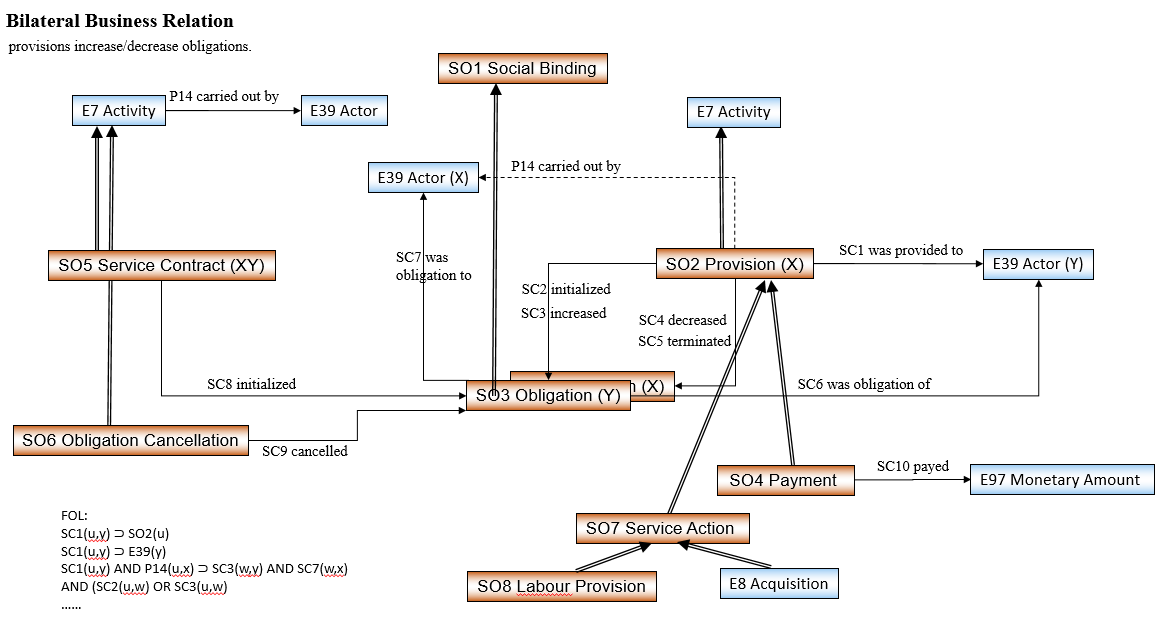 Bilateral Business Relation
provisions increase/decrease obligations.
SO1 Social Binding
E7 Activity
P14 carried out by
E39 Actor
E7 Activity
E39 Actor (X)
P14 carried out by
SO5 Service Contract (XY)
SC7 was
obligation to
SO2 Provision (X)
SC1 was provided to
E39 Actor (Y)
SC2 initialized
SC3 increased
SC4 decreased
SC5 terminated
SC8 initialized
SO3 Obligation (Y)
n (X)
SC6 was obligation of
SO6 Obligation Cancellation
SC9 cancelled
SO4 Payment
SC10 payed
E97 Monetary Amount
SO7 Service Action
SO8 Labour Provision
E8 Acquisition
FOL:
SC1(u,y) ⊃ SO2(u)
SC1(u,y) ⊃ E39(y)
SC1(u,y) AND P14(u,x) ⊃ SC3(w,y) AND SC7(w,x)
AND (SC2(u,w) OR SC3(u,w)
......